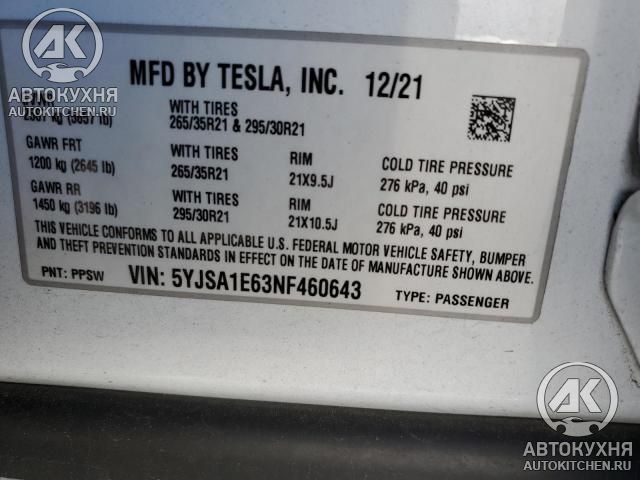 АВТОКУХНЯ
AUTOKITCHEN.RU
MFD BY TESLA, INC. 12/21
WITH TIRES
265/35R21 & 295/30R21
GAWR FRT WITH TIRES RIM COLD TIRE PRESSURE
1200 kg (2645 lb) 265/35R21 21X9.5J 276 kPa, 40 psi
GAWR RR WITH TIRES RIM COLD TIRE PRESSURE
1450 kg (3196 lb) 295/30R21 21X10.5J 276 kPa, 40 psi
THIS VEHICLE CONFORMS TO ALL APPLICABLE U.S. FEDERAL MOTOR VEHICLE SAFETY, BUMPER
AND THEFT PREVENTION STANDARDS IN EFFECT ON THE DATE OF MANUFACTURE SHOWN ABOVE.
PNT: PPSW VIN: 5YJSA1E63NF460643 TYPE: PASSENGER
АК
АВТОКУХНЯ
AUTOKITCHEN.RU